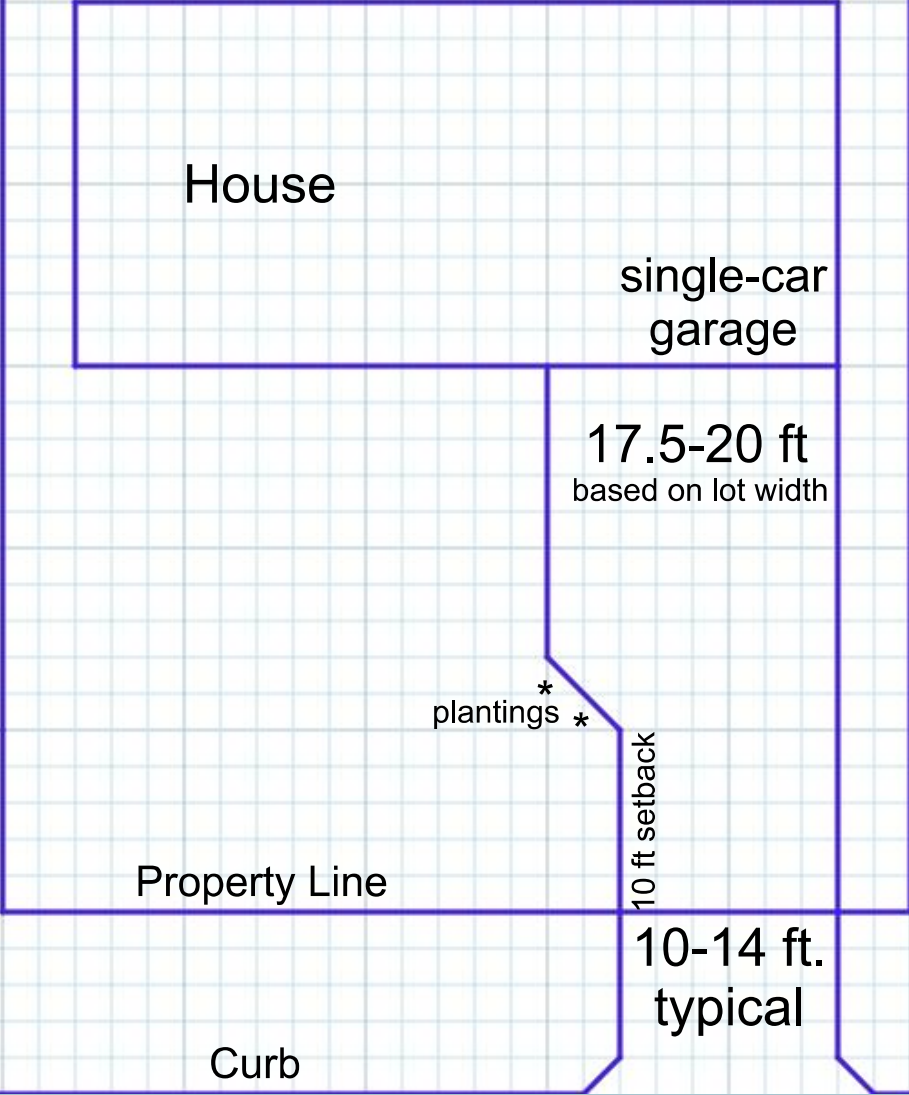 House
single-car
garage
17.5-20 ft
based on lot width
*
plantings *
10 ft setback
Property Line
10-14 ft.
typical
Curb